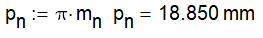 pₙ := π·mₙ pₙ = 18.850 mm